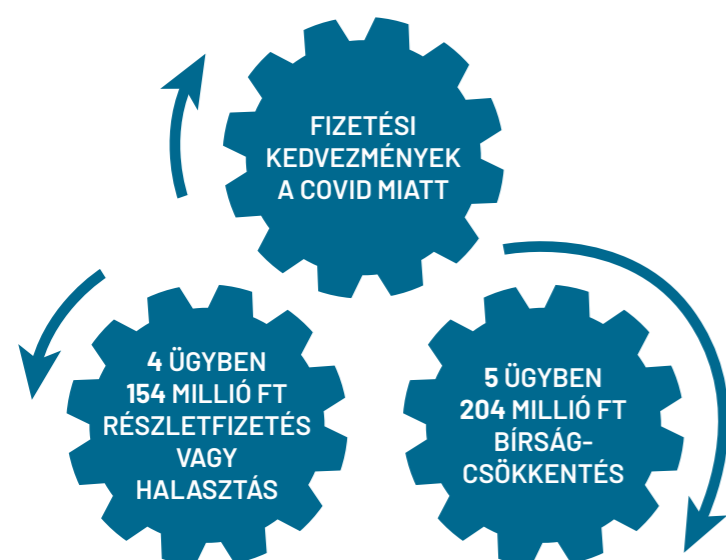 FIZETÉSI
KEDVEZMÉNYEK
A COVID MIATT
4 ÜGYBEN
154 MILLIÓ FT
RÉSZLETFIZETÉS
VAGY
HALASZTÁS
5 ÜGYBEN
204 MILLIÓ FT
BÍRSÁG-
CSÖKKENTÉS